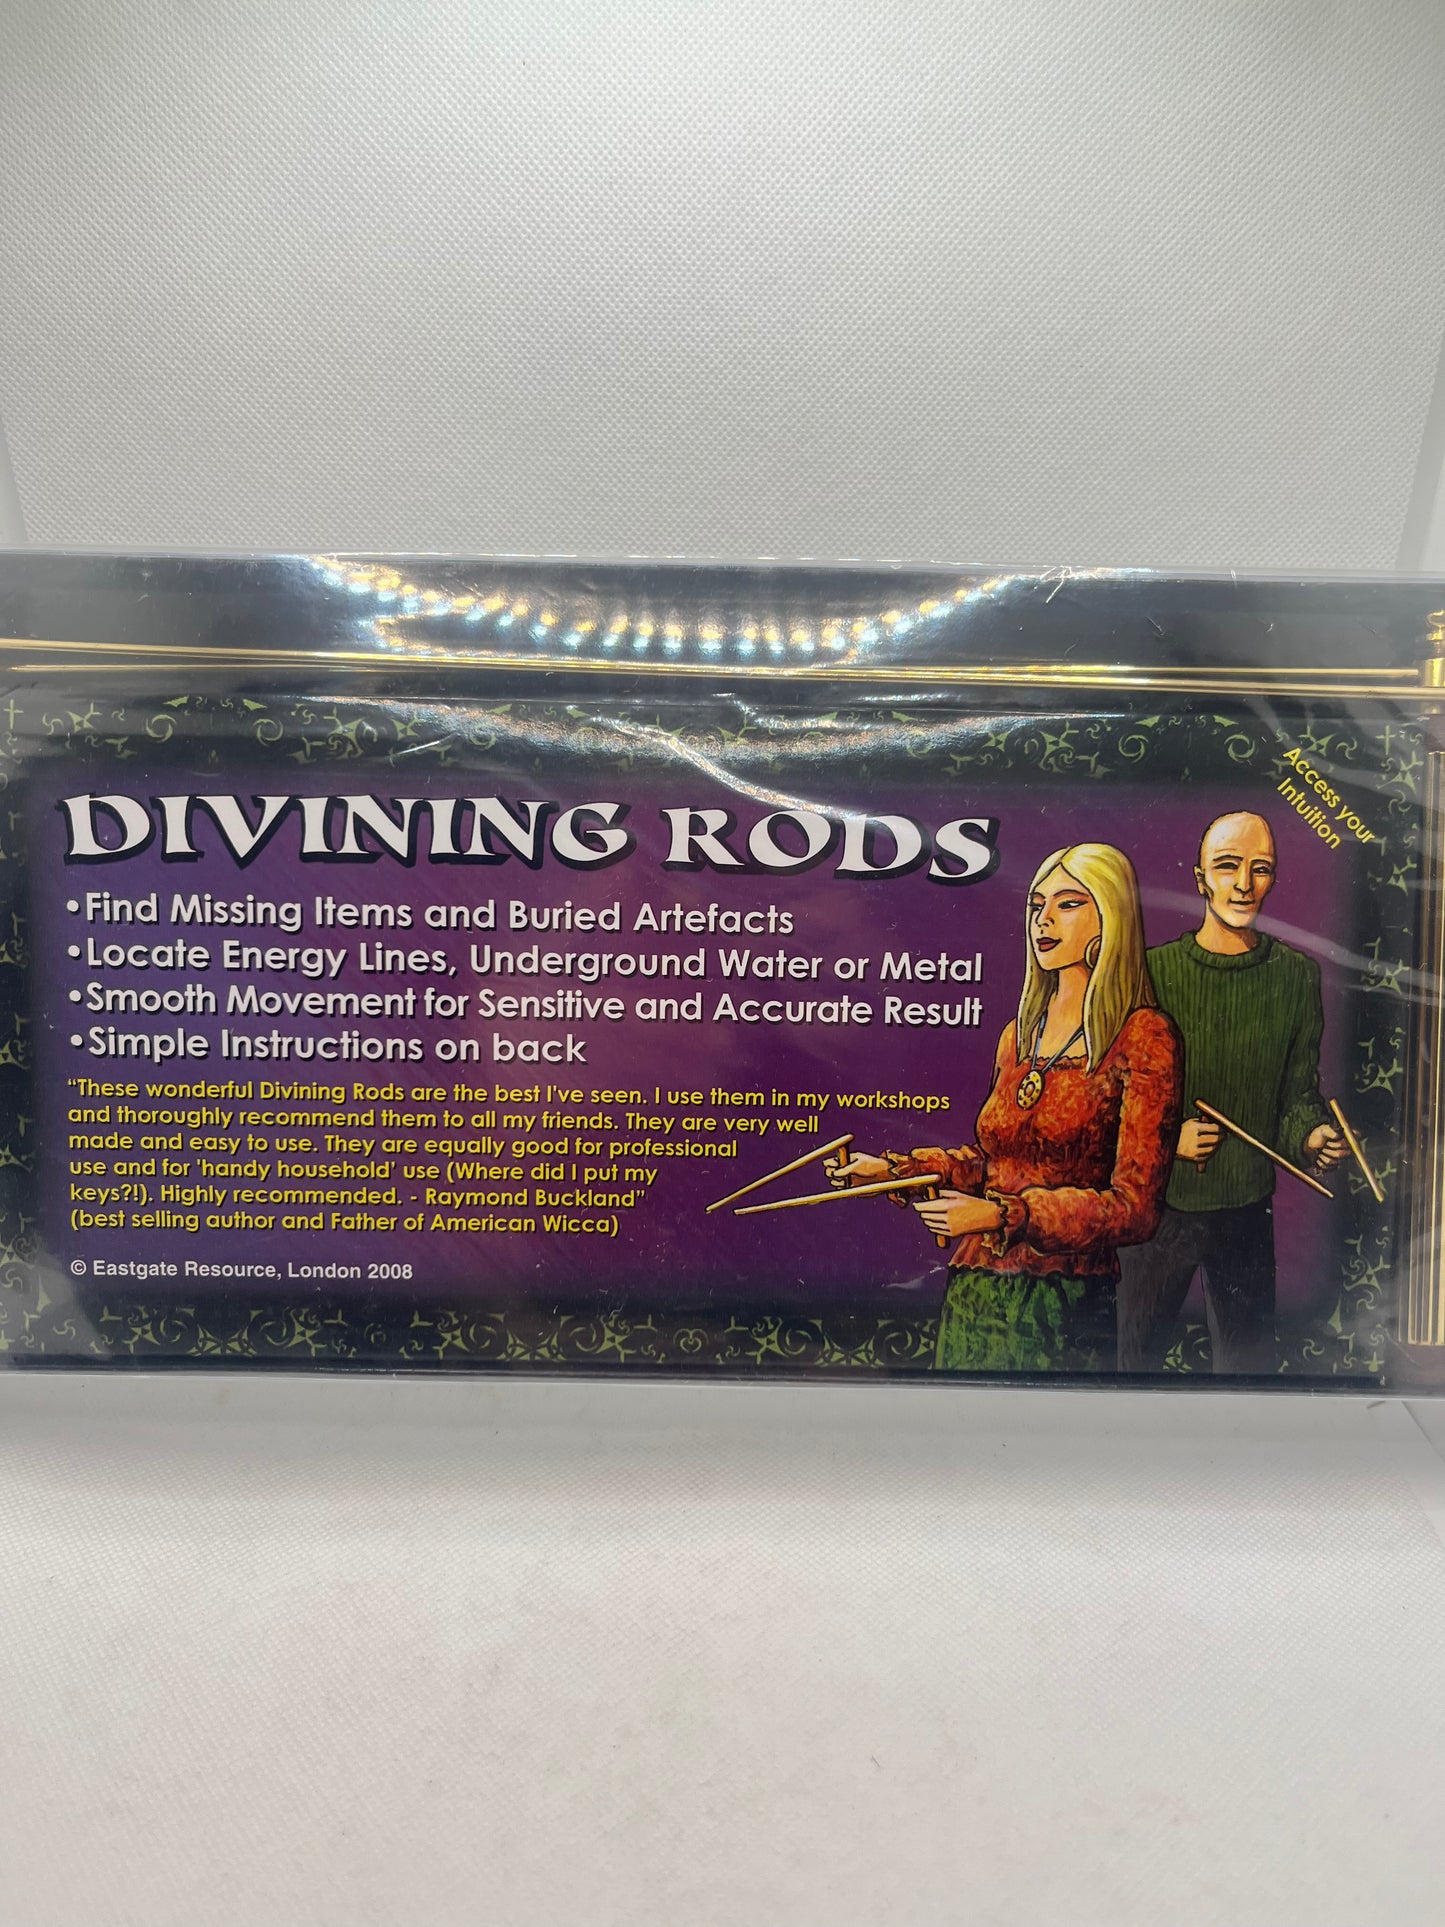 Access your
Intuition
DIVINING RODS
•Find Missing Items and Buried Artefacts
•Locate Energy Lines, Underground Water or Metal
•Smooth Movement for Sensitive and Accurate Result
•Simple Instructions on back
“These wonderful Divining Rods are the best I've seen. I use them in my workshops
and thoroughly recommend them to all my friends. They are very well
made and easy to use. They are equally good for professional
use and for 'handy household' use (Where did I put my
keys?!). Highly recommended. - Raymond Buckland”
(best selling author and Father of American Wicca)
© Eastgate Resource, London 2008